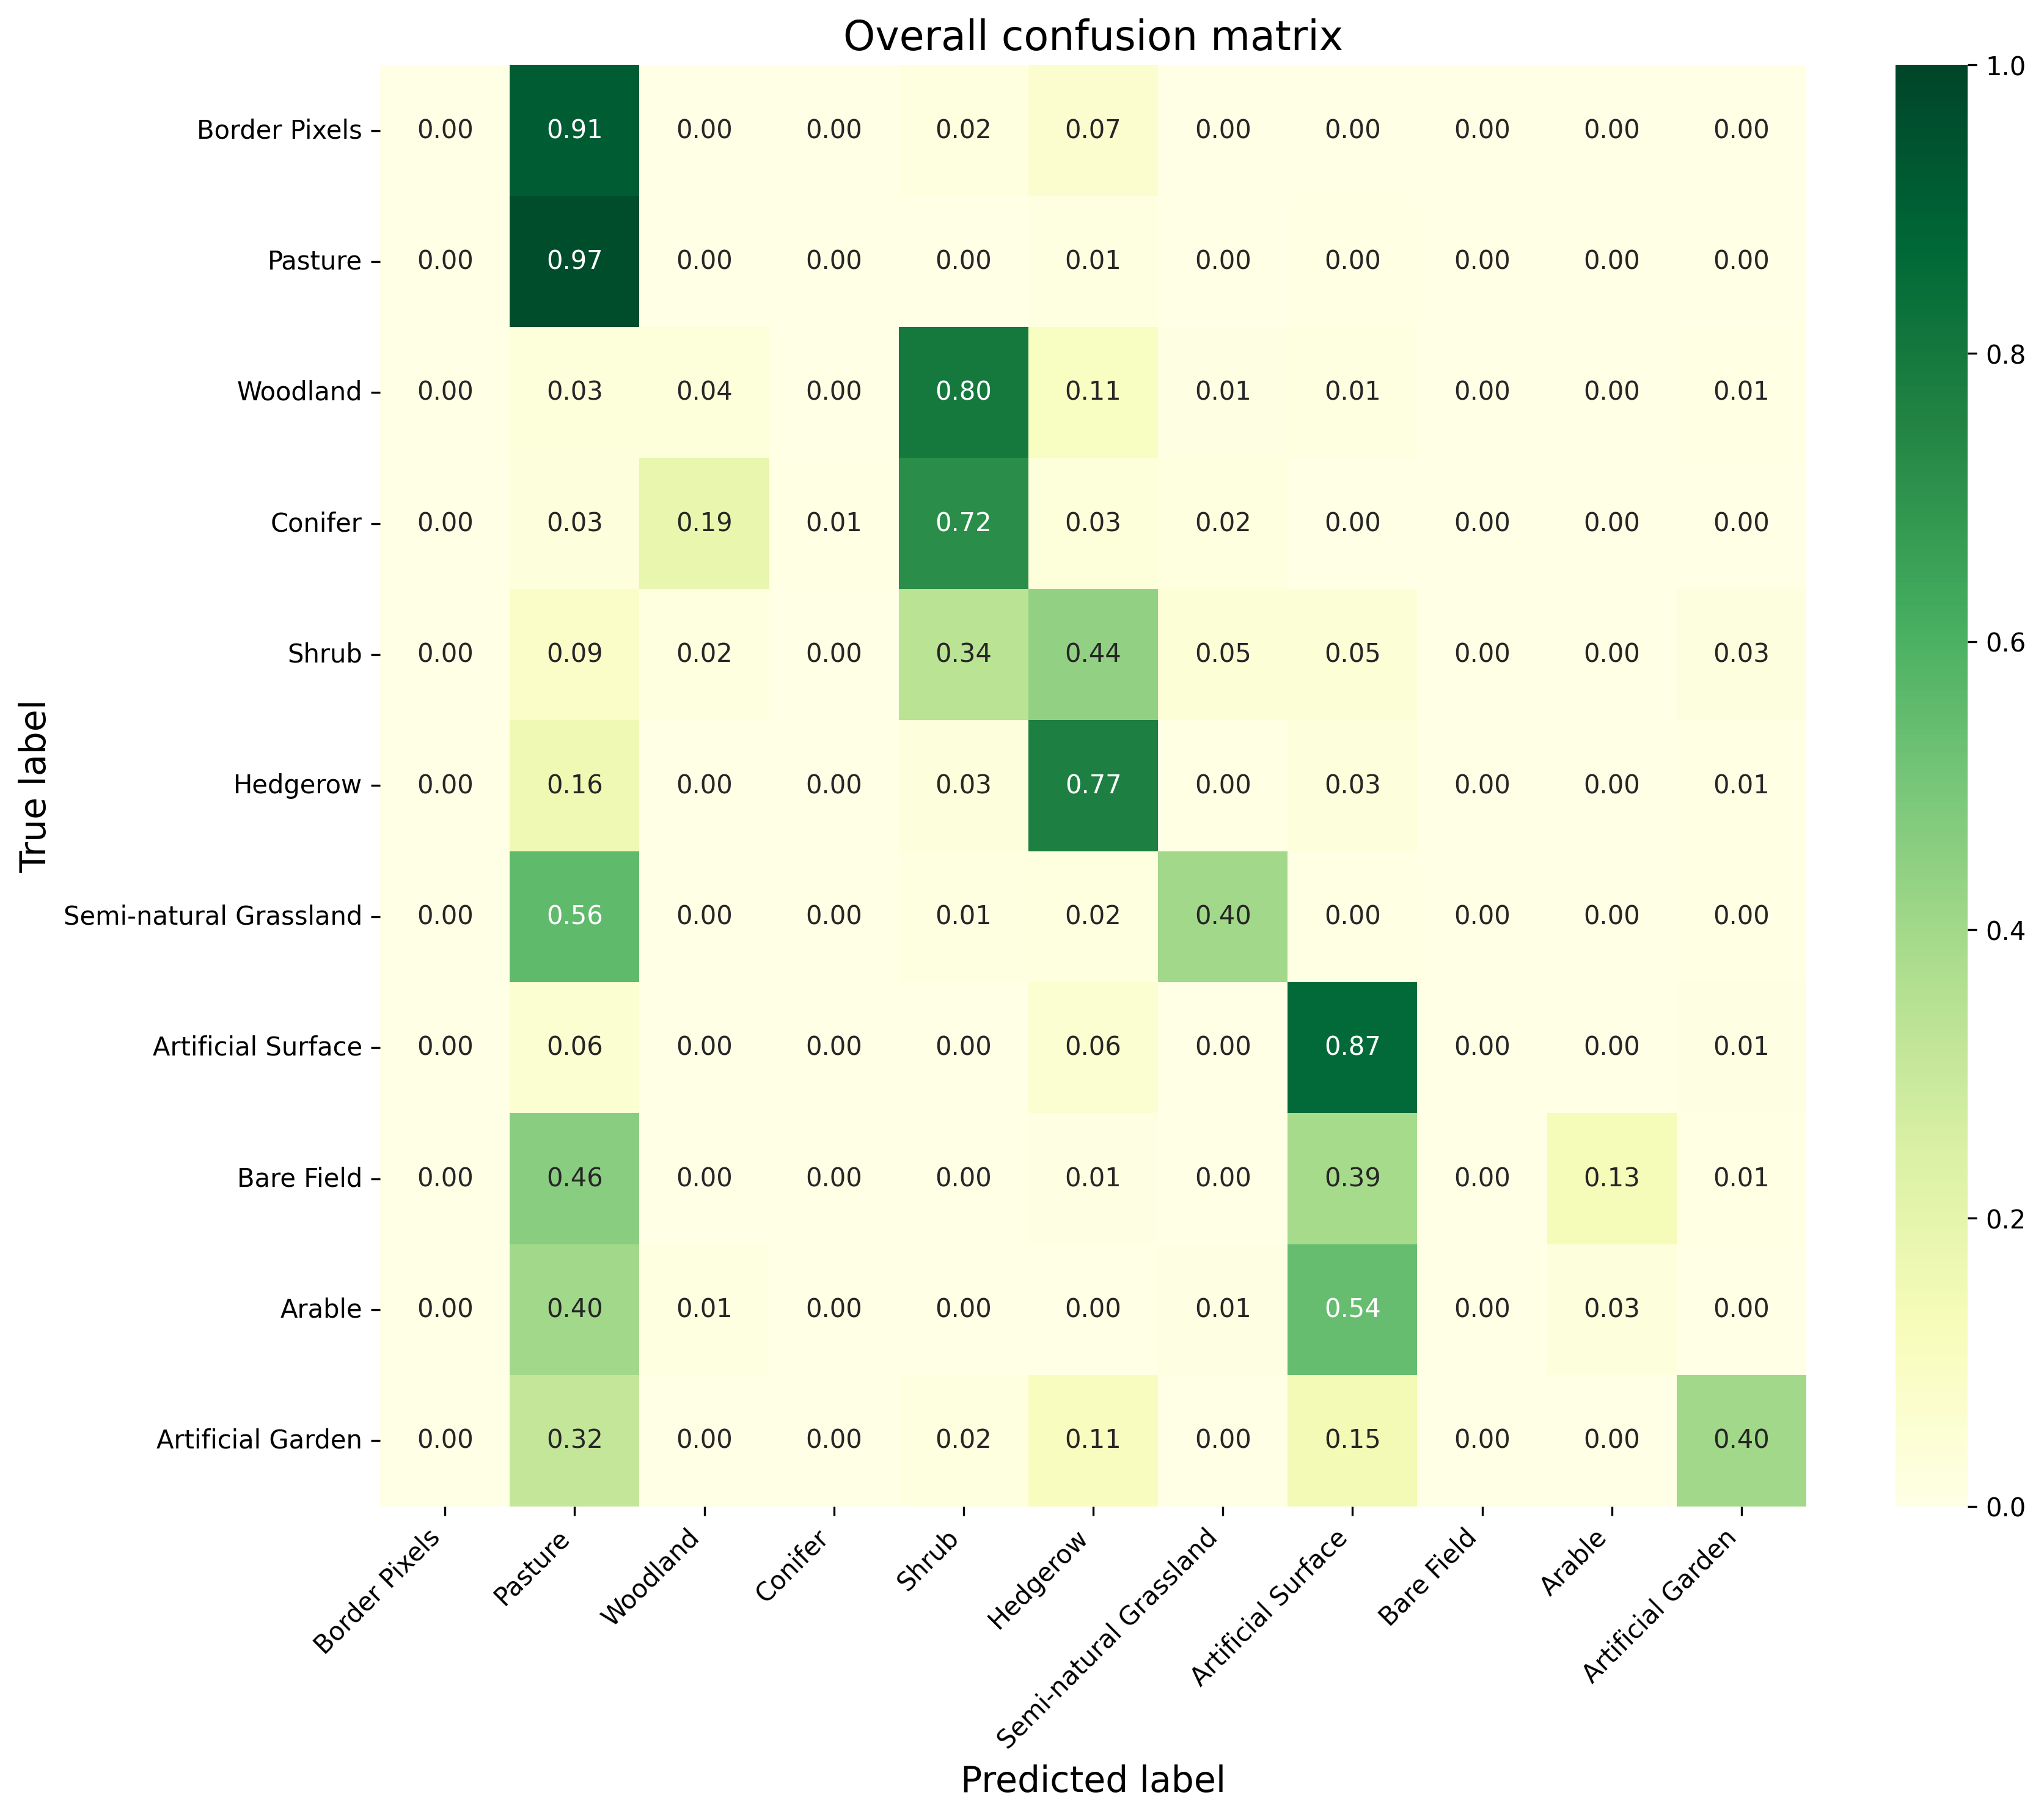 Overall confusion matrix
Border Pixels 0.00 0.91 0.00 0.00 0.02 0.07 0.00 0.00 0.00 0.00 0.00
Pasture 0.00 0.97 0.00 0.00 0.00 0.01 0.00 0.00 0.00 0.00 0.00
Woodland 0.00 0.03 0.04 0.00 0.80 0.11 0.01 0.01 0.00 0.00 0.01
Conifer 0.00 0.03 0.19 0.01 0.72 0.03 0.02 0.00 0.00 0.00 0.00
Shrub 0.00 0.09 0.02 0.00 0.34 0.44 0.05 0.05 0.00 0.00 0.03
Hedgerow 0.00 0.16 0.00 0.00 0.03 0.77 0.00 0.03 0.00 0.00 0.01
Semi-natural Grassland 0.00 0.56 0.00 0.00 0.01 0.02 0.40 0.00 0.00 0.00 0.00
Artificial Surface 0.00 0.06 0.00 0.00 0.00 0.06 0.00 0.87 0.00 0.00 0.01
Bare Field 0.00 0.46 0.00 0.00 0.00 0.01 0.00 0.39 0.00 0.13 0.01
Arable 0.00 0.40 0.01 0.00 0.00 0.00 0.01 0.54 0.00 0.03 0.00
Artificial Garden 0.00 0.32 0.00 0.00 0.02 0.11 0.00 0.15 0.00 0.00 0.40
True label
Border Pixels
Pasture
Woodland
Conifer
Shrub
Hedgerow
Semi-natural Grassland
Artificial Surface
Bare Field
Arable
Artificial Garden
Predicted label
1.0
0.8
0.6
0.4
0.2
0.0